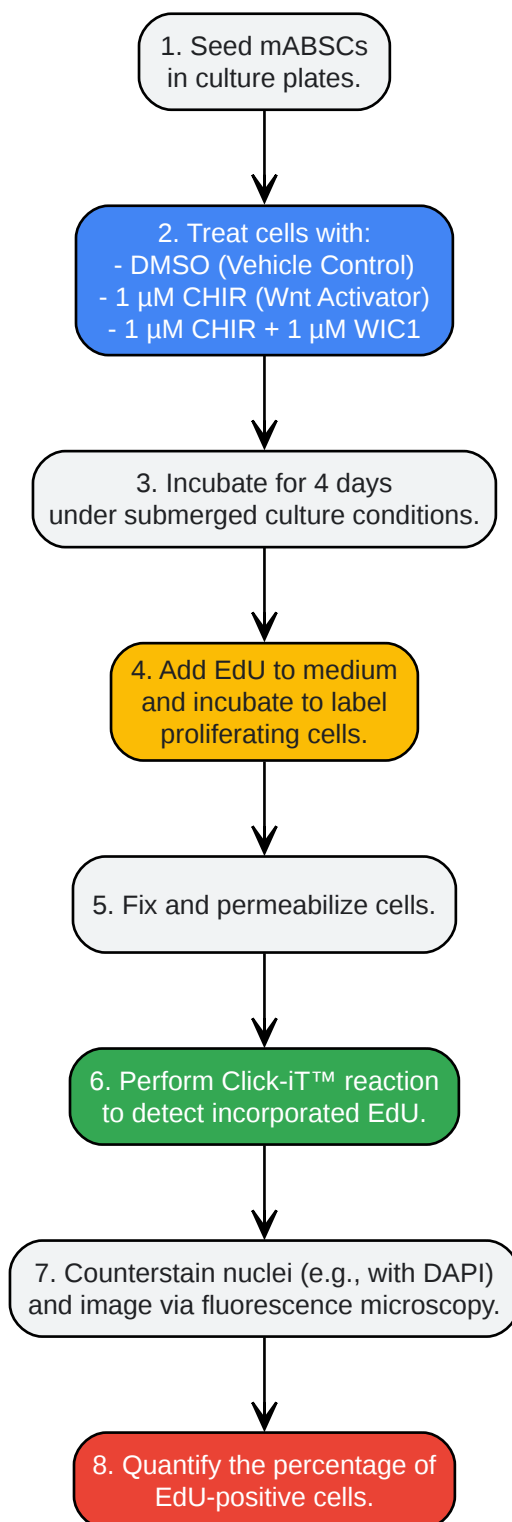 1. Seed mABSCs
in culture plates.
2. Treat cells with:
- DMSO (Vehicle Control)
- 1 µM CHIR (Wnt Activator)
- 1 µM CHIR + 1 µM WIC1
3. Incubate for 4 days
under submerged culture conditions.
4. Add EdU to medium
and incubate to label
proliferating cells.
5. Fix and permeabilize cells.
6. Perform Click-iT™ reaction
to detect incorporated EdU.
7. Counterstain nuclei (e.g., with DAPI)
and image via fluorescence microscopy.
8. Quantify the percentage of
EdU-positive cells.